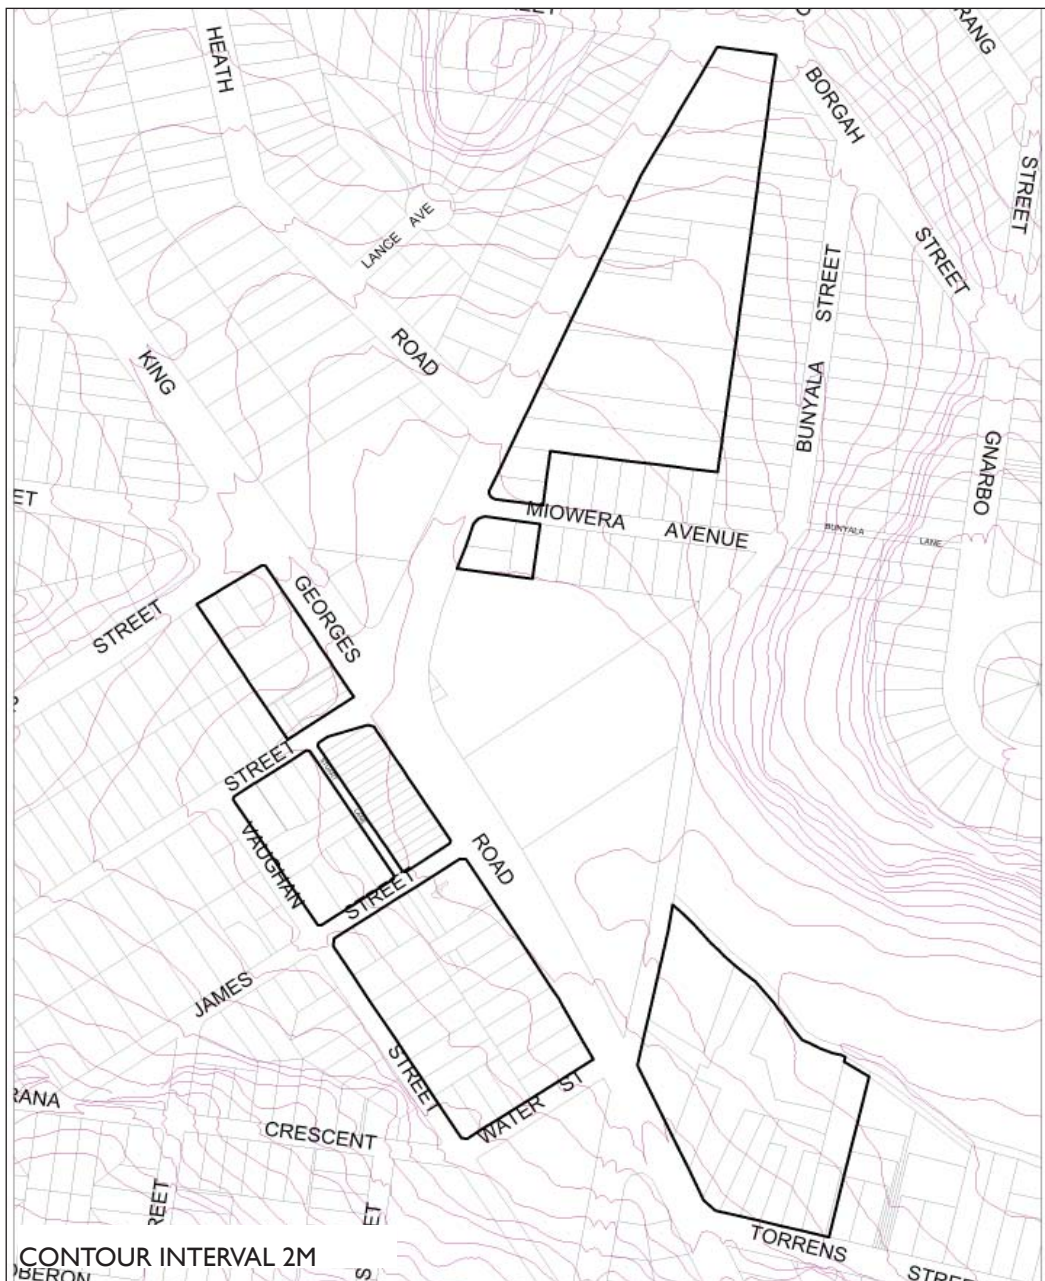 HEATH
BORGAH
STREET
LANCE AVE
STREET
STREET
ROAD
KING
BUNYALA
GNARBO
MIOWERA AVENUE
BUNYALA LANE
STREET
GEORGES
STREET
VAUGHAN
ROAD
STREET
JAMES
STREET
WATER ST
CRESCENT
TORRENS
CONTOUR INTERVAL 2M